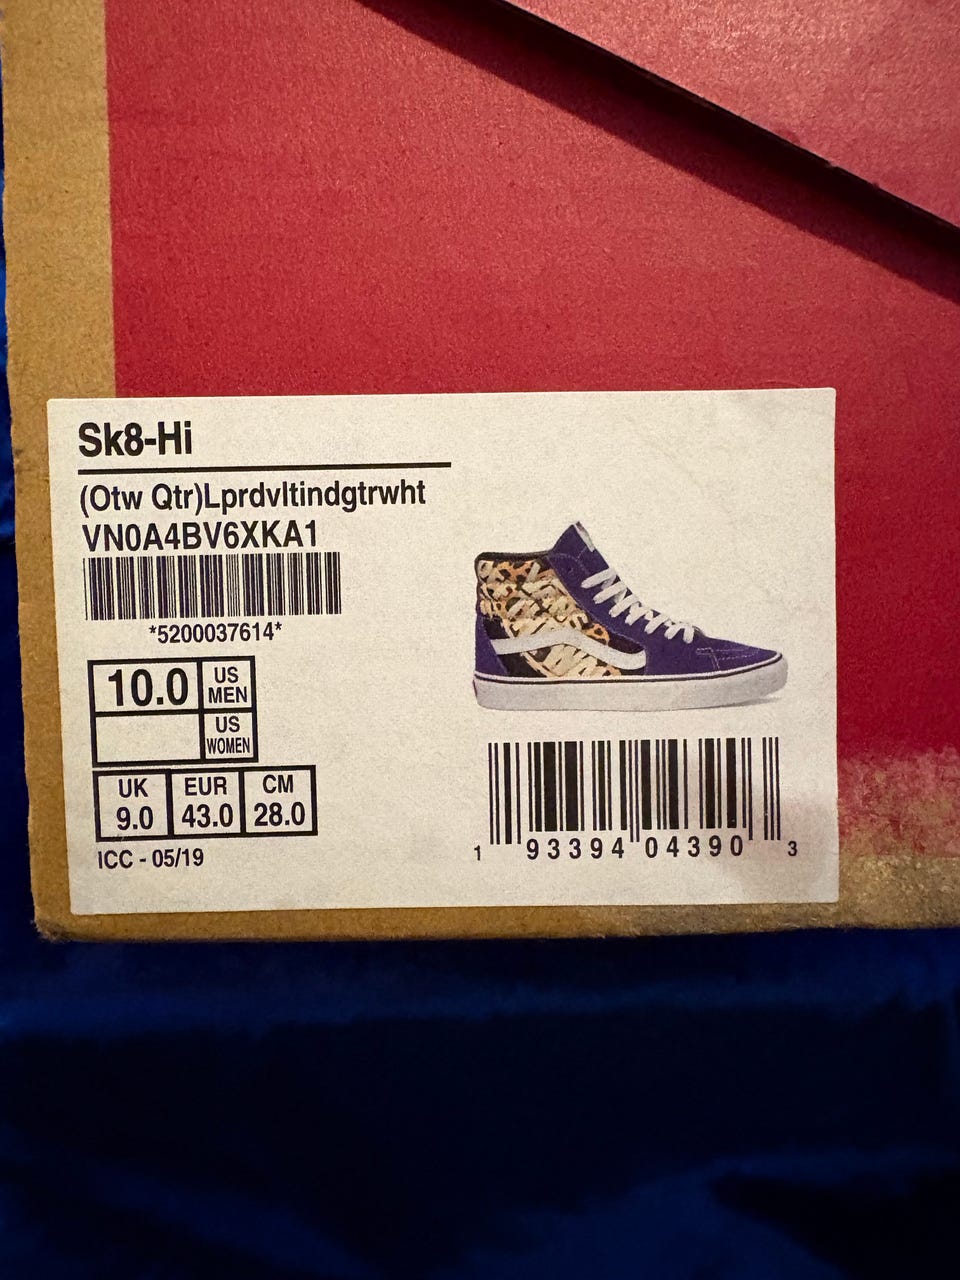 Sk8-Hi
(Otw Qtr)Lprdvltindgtrwht
VN0A4BV6XKA1
*5200037614*
10.0 US MEN
US WOMEN
UK EUR CM
9.0 43.0 28.0
ICC - 05/19
1 93394 04390 3